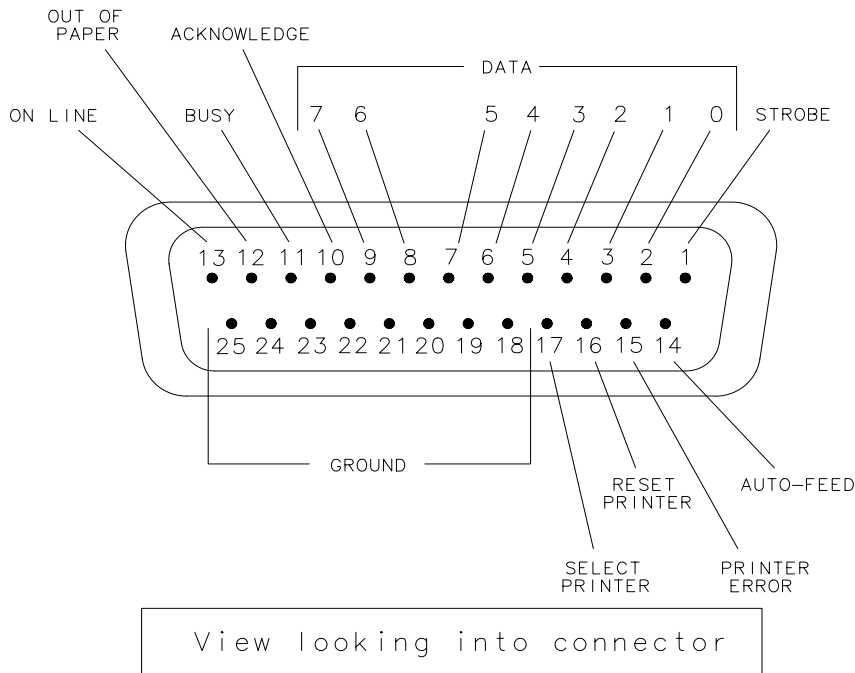 OUT OF
PAPER
ACKNOWLEDGE
DATA
ON LINE
BUSY
7 6 5 4 3 2 1 0
STROBE
13 12 11 10 9 8 7 6 5 4 3 2 1
25 24 23 22 21 20 19 18 17 16 15 14
GROUND
RESET
PRINTER
AUTO-FEED
SELECT
PRINTER
PRINTER
ERROR
View looking into connector